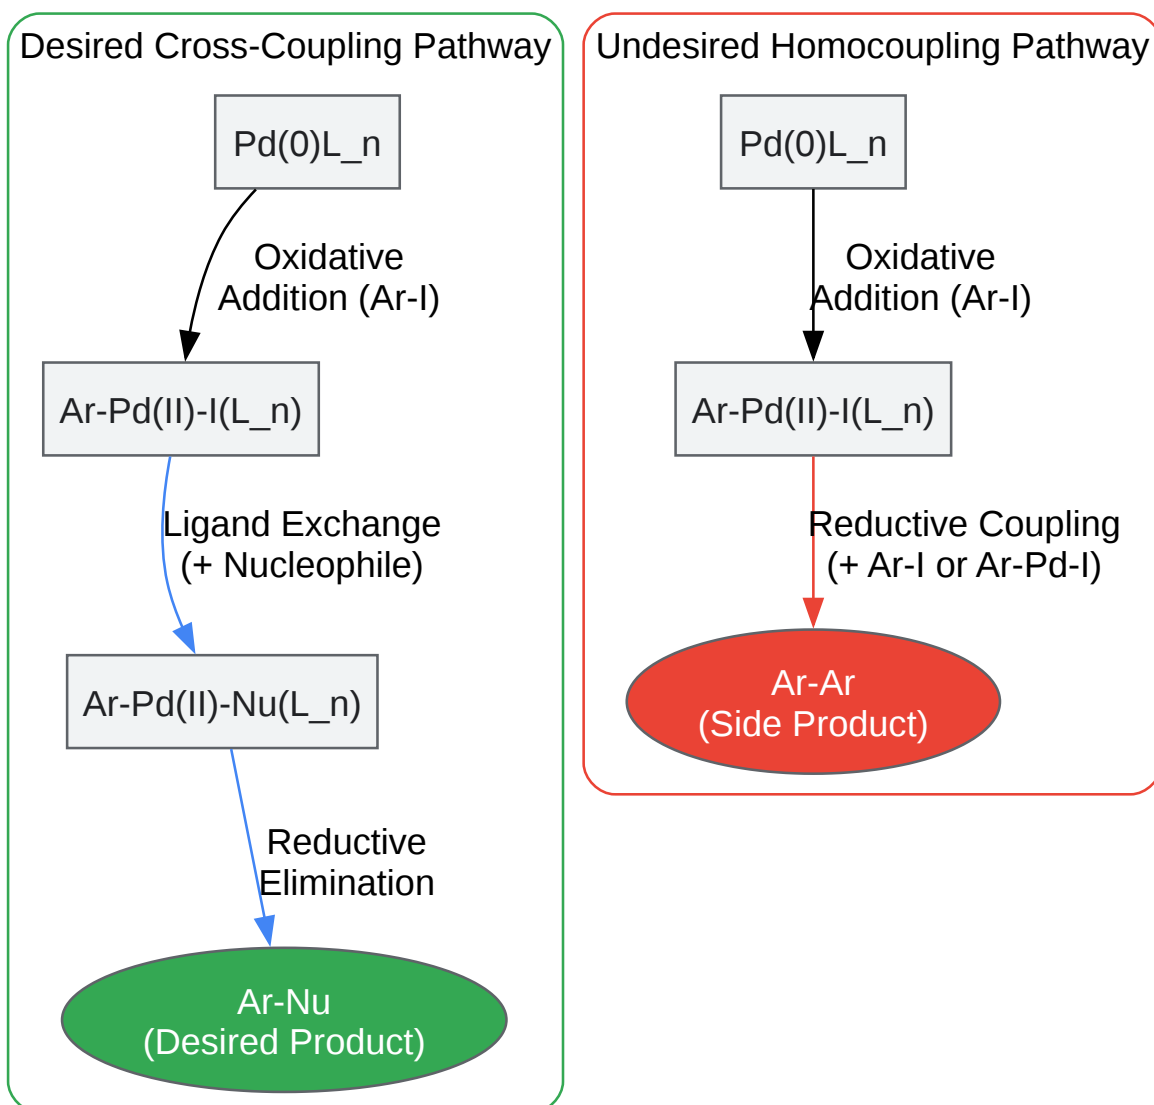 Desired Cross-Coupling Pathway
Pd(0)L_n
Oxidative
Addition (Ar-I)
Ar-Pd(II)-I(L_n)
Ligand Exchange
(+ Nucleophile)
Ar-Pd(II)-Nu(L_n)
Reductive
Elimination
Ar-Nu
(Desired Product)
Undesired Homocoupling Pathway
Pd(0)L_n
Oxidative
Addition (Ar-I)
Ar-Pd(II)-I(L_n)
Reductive Coupling
(+ Ar-I or Ar-Pd-I)
Ar-Ar
(Side Product)